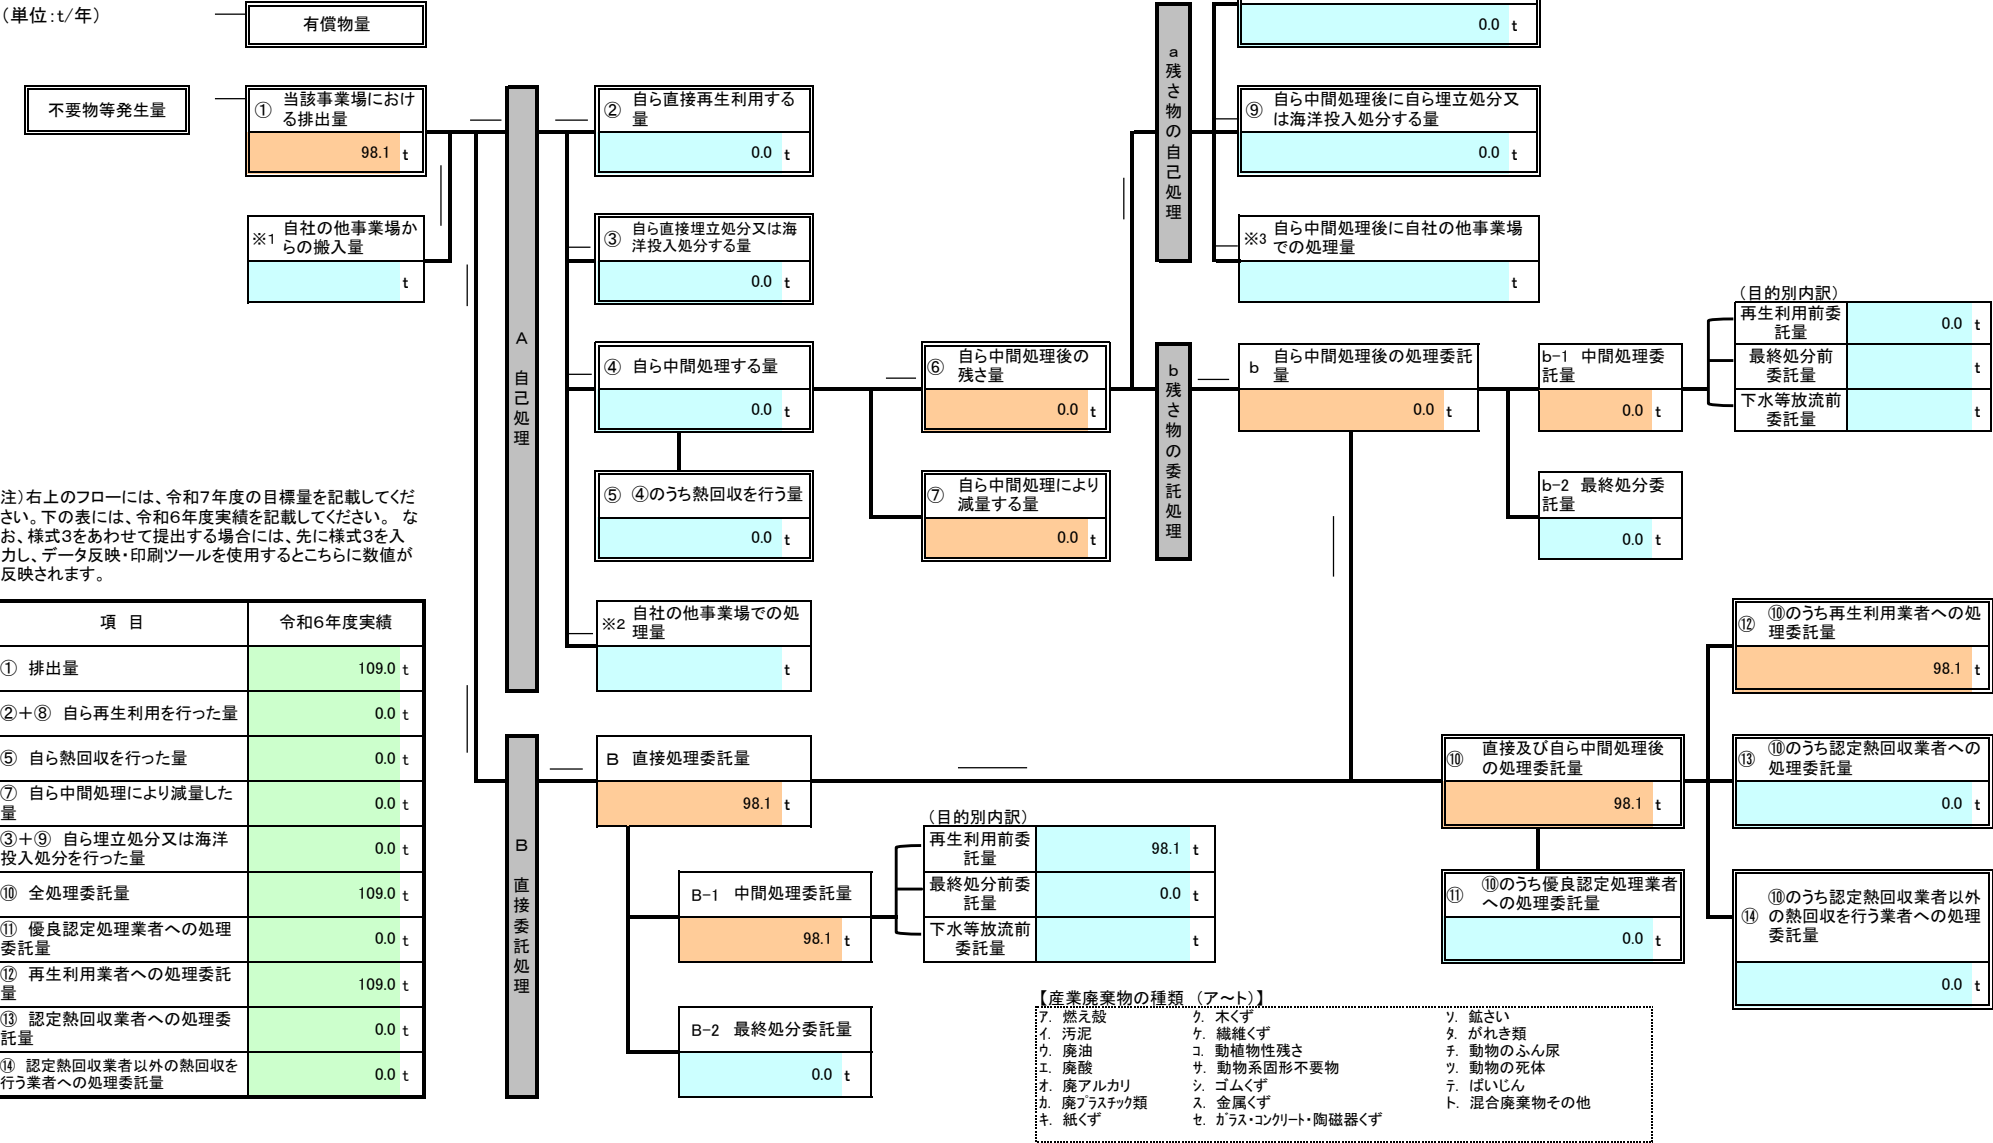 （単位：t/年）
有償物量
0.0 t
不要物等発生量
① 当該事業場におけ
る排出量
98.1 t
※1 自社の他事業場か
らの搬入量
t
A 自己処理
② 自ら直接再生利用する
量
0.0 t
③ 自ら直接埋立処分又は海
洋投入処分する量
0.0 t
④ 自ら中間処理する量
0.0 t
⑤ ④のうち熱回収を行う量
0.0 t
※2 自社の他事業場での処
理量
t
⑥ 自ら中間処理後の
残さ量
0.0 t
⑦ 自ら中間処理により
減量する量
0.0 t
a 残さ物の自己処理
⑨ 自ら中間処理後に自ら埋立処分又
は海洋投入処分する量
0.0 t
※3 自ら中間処理後に自社の他事業場
での処理量
t
b 残さ物の委託処理
b 自ら中間処理後の処理委託
量
0.0 t
b-1 中間処理委
託量
0.0 t
b-2 最終処分委
託量
0.0 t
（目的別内訳）
再生利用前委
託量
0.0 t
最終処分前
委託量
t
下水等放流前
委託量
t
注）右上のフローには、令和７年度の目標量を記載してくだ
さい。下の表には、令和６年度実績を記載してください。 な
お、様式３をあわせて提出する場合には、先に様式３を入
力し、データ反映・印刷ツールを使用するとこちらに数値が
反映されます。
項 目 令和６年度実績
① 排出量 109.0 t
②＋⑧ 自ら再生利用を行った量 0.0 t
⑤ 自ら熱回収を行った量 0.0 t
⑦ 自ら中間処理により減量した
量 0.0 t
③＋⑨ 自ら埋立処分又は海洋
投入処分を行った量 0.0 t
⑩ 全処理委託量 109.0 t
⑪ 優良認定処理業者への処理
委託量 0.0 t
⑫ 再生利用業者への処理委託
量 109.0 t
⑬ 認定熱回収業者への処理委
託量 0.0 t
⑭ 認定熱回収業者以外の熱回収を
行う業者への処理委託量 0.0 t
B 直接委託処理
B 直接処理委託量
98.1 t
B-1 中間処理委託量
98.1 t
B-2 最終処分委託量
0.0 t
（目的別内訳）
再生利用前委
託量
98.1 t
最終処分前委
託量
0.0 t
下水等放流前
委託量
t
⑩ 直接及び自ら中間処理後
の処理委託量
98.1 t
⑪ ⑩のうち優良認定処理業者
への処理委託量
0.0 t
⑫ ⑩のうち再生利用業者への処
理委託量
98.1 t
⑬ ⑩のうち認定熱回収業者への
処理委託量
0.0 t
⑭ ⑩のうち認定熱回収業者以外
の熱回収を行う業者への処理
委託量
0.0 t
【産業廃棄物の種類 （ア～ト）】
ア. 燃え殻 ク. 木くず ソ. 鉱さい
イ. 汚泥 ケ. 繊維くず タ. がれき類
ウ. 廃油 コ. 動植物性残さ チ. 動物のふん尿
エ. 廃酸 サ. 動物系固形不要物 ツ. 動物の死体
オ. 廃アルカリ シ. ゴムくず テ. ばいじん
カ. 廃プラスチック類 ス. 金属くず ト. 混合廃棄物その他
キ. 紙くず セ. ガラス・コンクリート・陶磁器くず